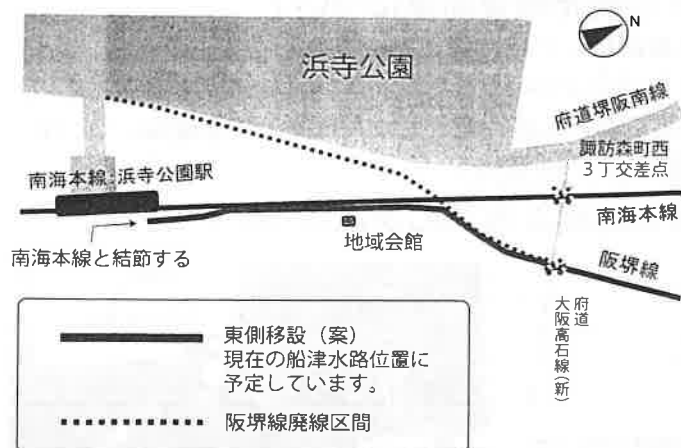 N
浜寺公園
府道堺阪南線
諏訪森町西
3丁交差点
南海本線・浜寺公園駅
南海本線
南海本線と結節する
地域会館
阪堺線
府道
大阪高石線(新)
東側移設(案)
現在の船津水路位置に
予定しています。
阪堺線廃線区間